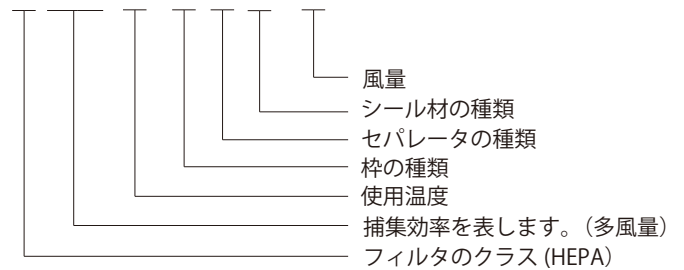 風量
シール材の種類
セパレータの種類
枠の種類
使用温度
捕集効率を表します。（多風量）
フィルタのクラス (HEPA）